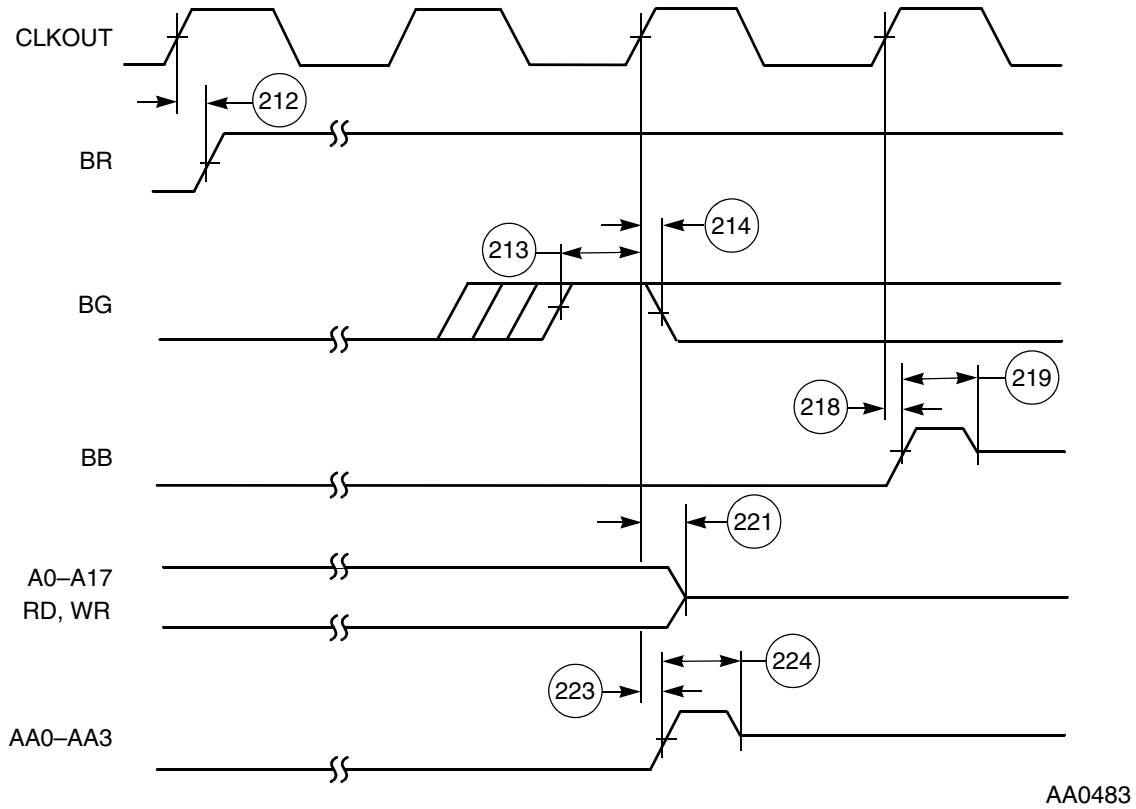 CLKOUT
212
BR
214
213
BG
219
218
BB
221
A0–A17
RD, WR
224
223
AA0–AA3
AA0483